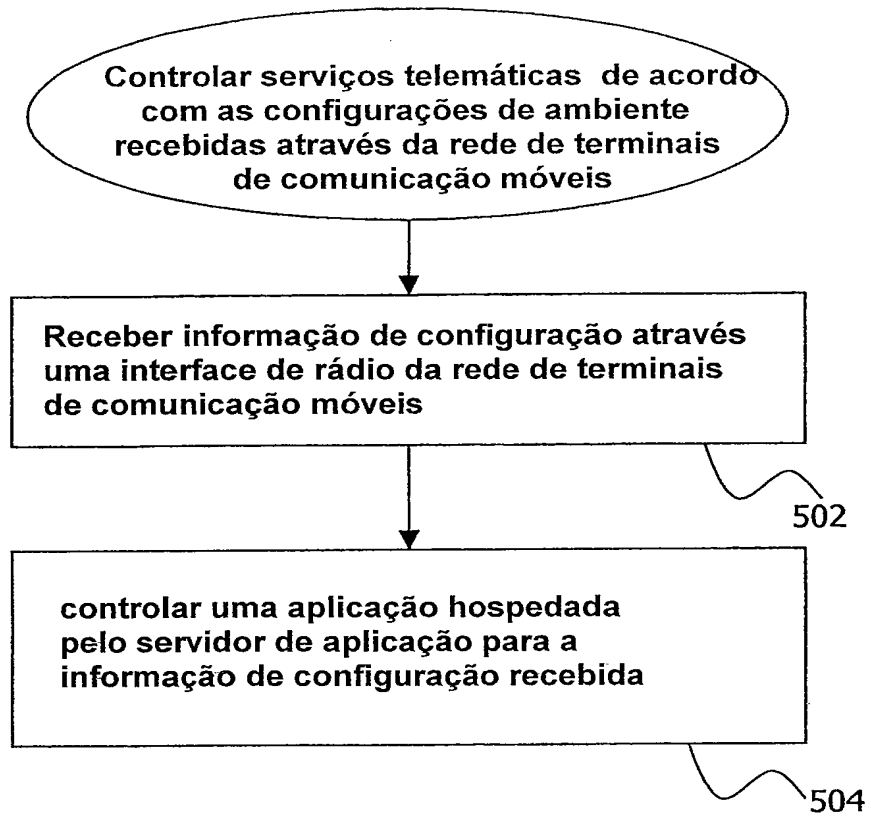 Controlar serviços telemáticas de acordo
com as configurações de ambiente
recebidas através da rede de terminais
de comunicação móveis
Receber informação de configuração através
uma interface de rádio da rede de terminais
de comunicação móveis
502
controlar uma aplicação hospedada
pelo servidor de aplicação para a
informação de configuração recebida
504